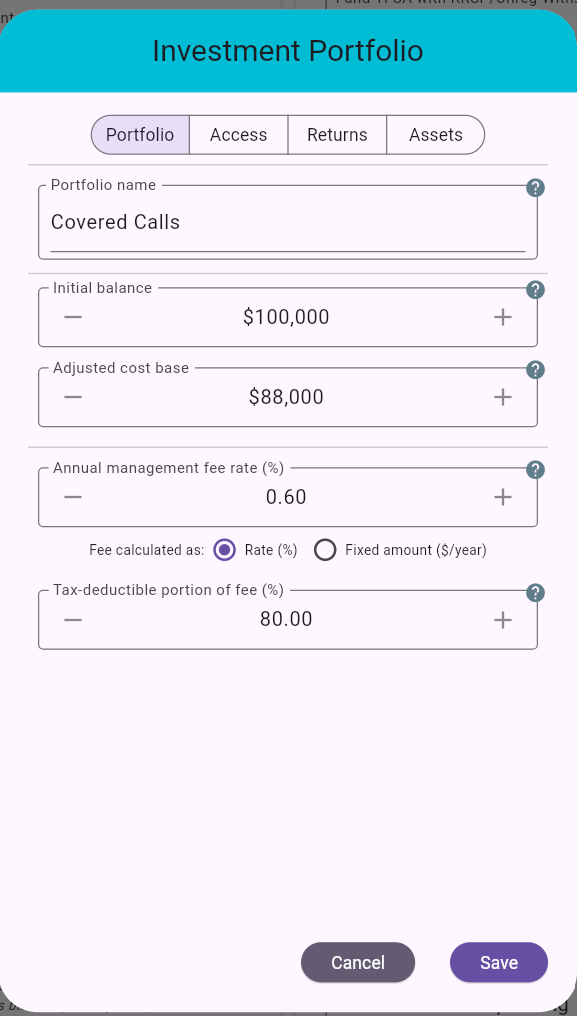 Investment Portfolio
Portfolio Access Returns Assets
Portfolio name
?
Covered Calls
Initial balance
?
$100,000
Adjusted cost base
?
$88,000
Annual management fee rate (%)
?
0.60
Fee calculated as: Rate (%) Fixed amount ($/year)
Tax-deductible portion of fee (%)
?
80.00
Cancel Save